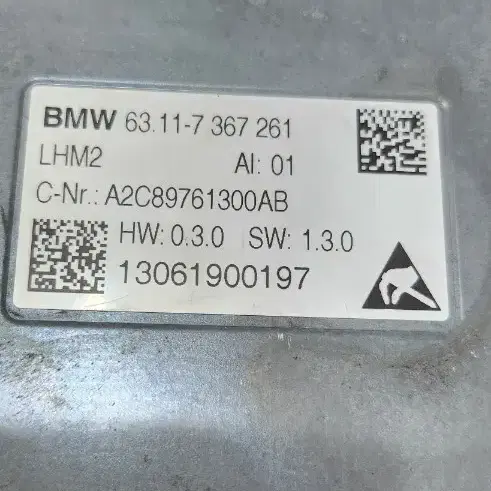 BMW 63.11-7 367 261
LHM2 AI: 01
C-Nr.: A2C89761300AB
HW: 0.3.0 SW: 1.3.0
13061900197